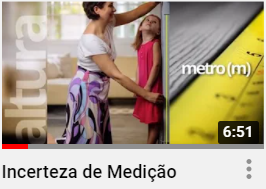 altura
metro (m)
6:51
Incerteza de Medição